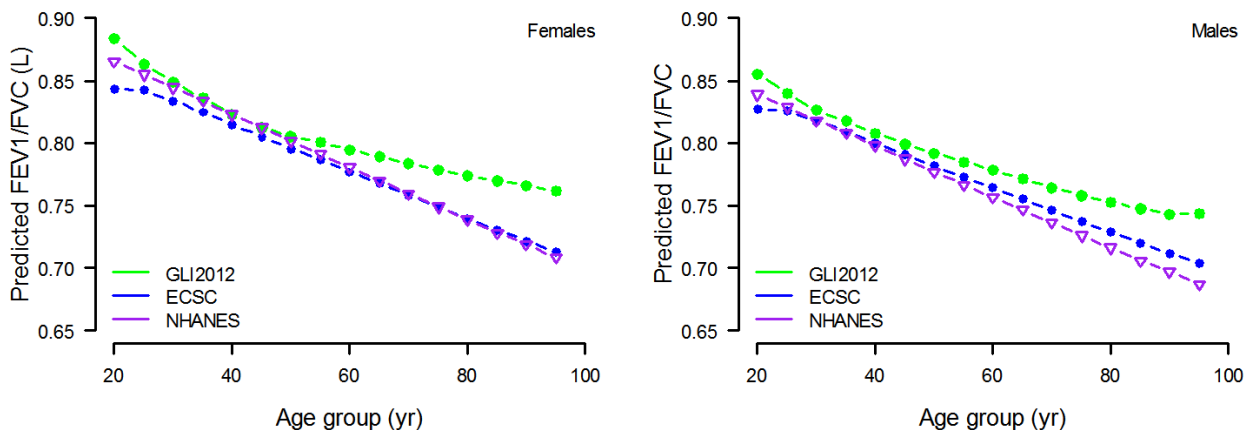 Females
Predicted FEV1/FVC (L)
0.90
0.85
0.80
0.75
0.70
0.65
GLI2012
ECSC
NHANES
20 40 60 80 100
Age group (yr)
Males
Predicted FEV1/FVC
0.90
0.85
0.80
0.75
0.70
0.65
GLI2012
ECSC
NHANES
20 40 60 80 100
Age group (yr)